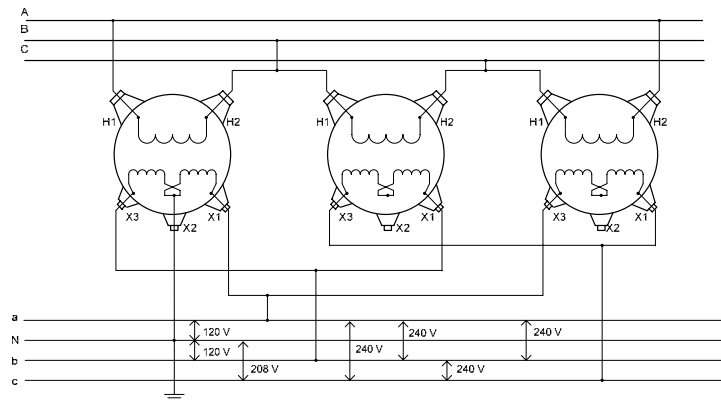 A
B
C
H1 H2 H1 H2 H1 H2
X3 X2 X1 X3 X2 X1 X3 X2 X1
a
120 V 240 V 240 V
N
120 V 240 V
b
208 V 240 V
c